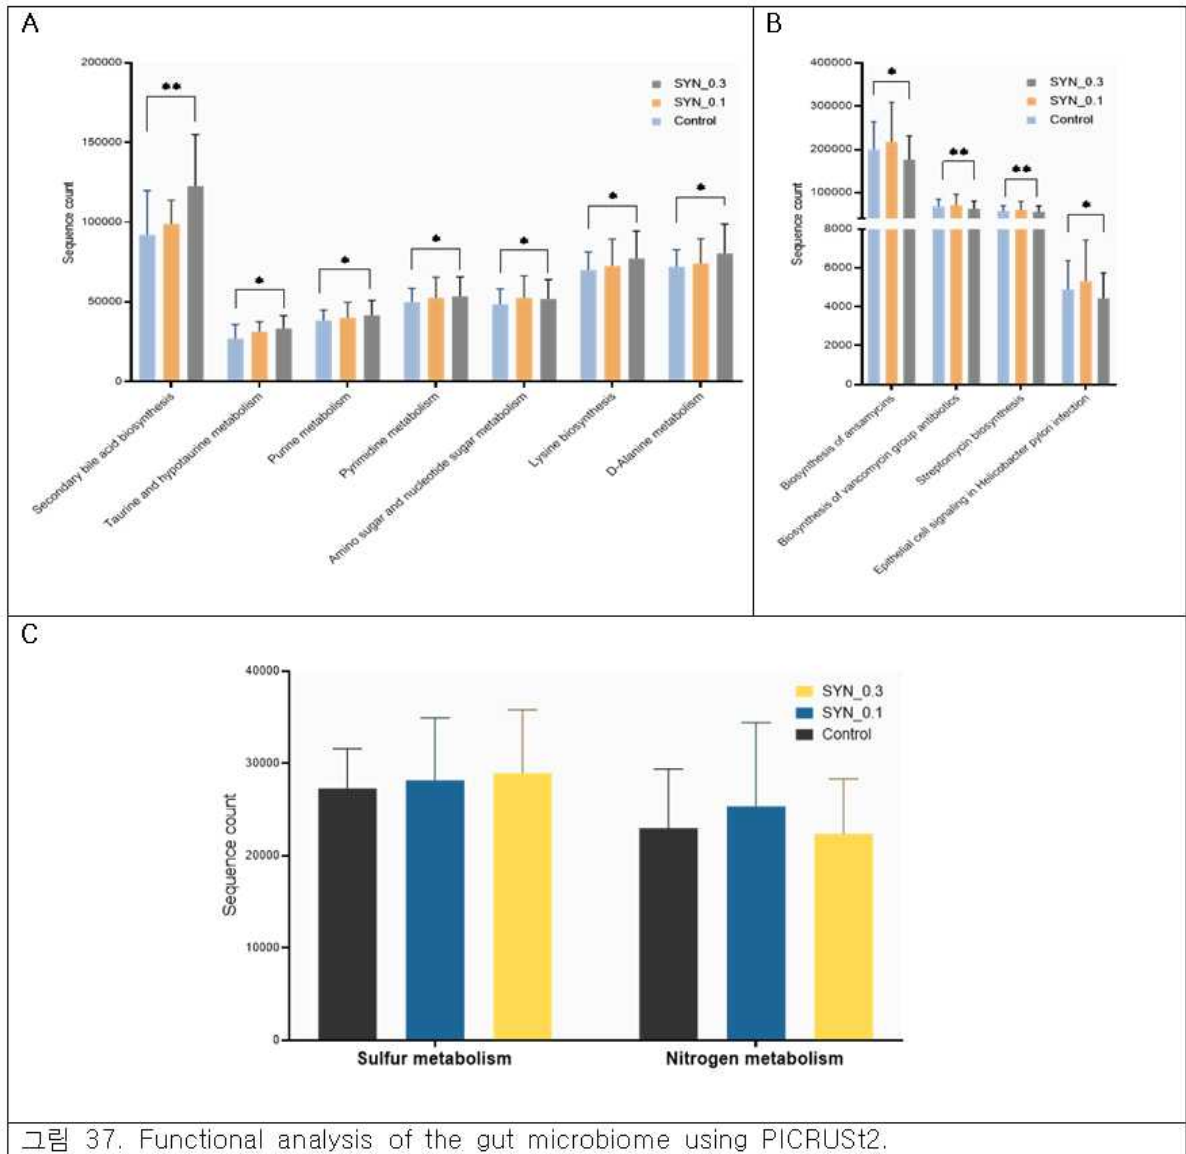 A
200000
150000
100000
50000
0
Sequence count
**
*
*
*
*
*
*
SYN_0.3
SYN_0.1
Control
Secondary bile acid biosynthesis
Taurine and hypotaurine metabolism
Purine metabolism
Pyrimidine metabolism
Amino sugar and nucleotide sugar metabolism
Lysine biosynthesis
D-Alanine metabolism
B
400000
300000
200000
100000
8000
6000
4000
2000
0
Sequence count
*
**
**
*
SYN_0.3
SYN_0.1
Control
Biosynthesis of ansamycins
Biosynthesis of vancomycin group antibiotics
Streptomycin biosynthesis
Epithelial cell signaling in Helicobacter pylori infection
C
40000
30000
20000
10000
0
Sequence count
SYN_0.3
SYN_0.1
Control
Sulfur metabolism
Nitrogen metabolism
그림 37. Functional analysis of the gut microbiome using PICRUSt2.